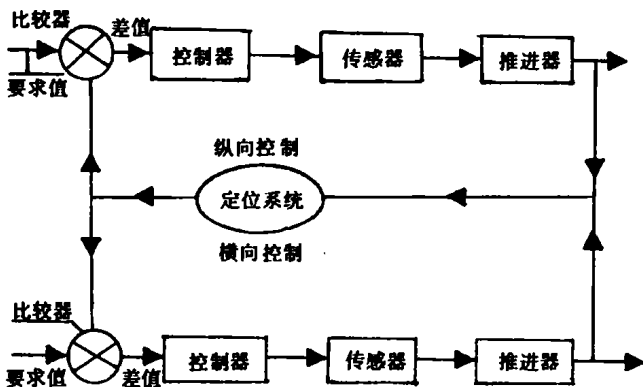 比较器
差值
要求值
控制器
传感器
推进器
纵向控制
定位系统
横向控制
比较器
要求值
差值
控制器
传感器
推进器